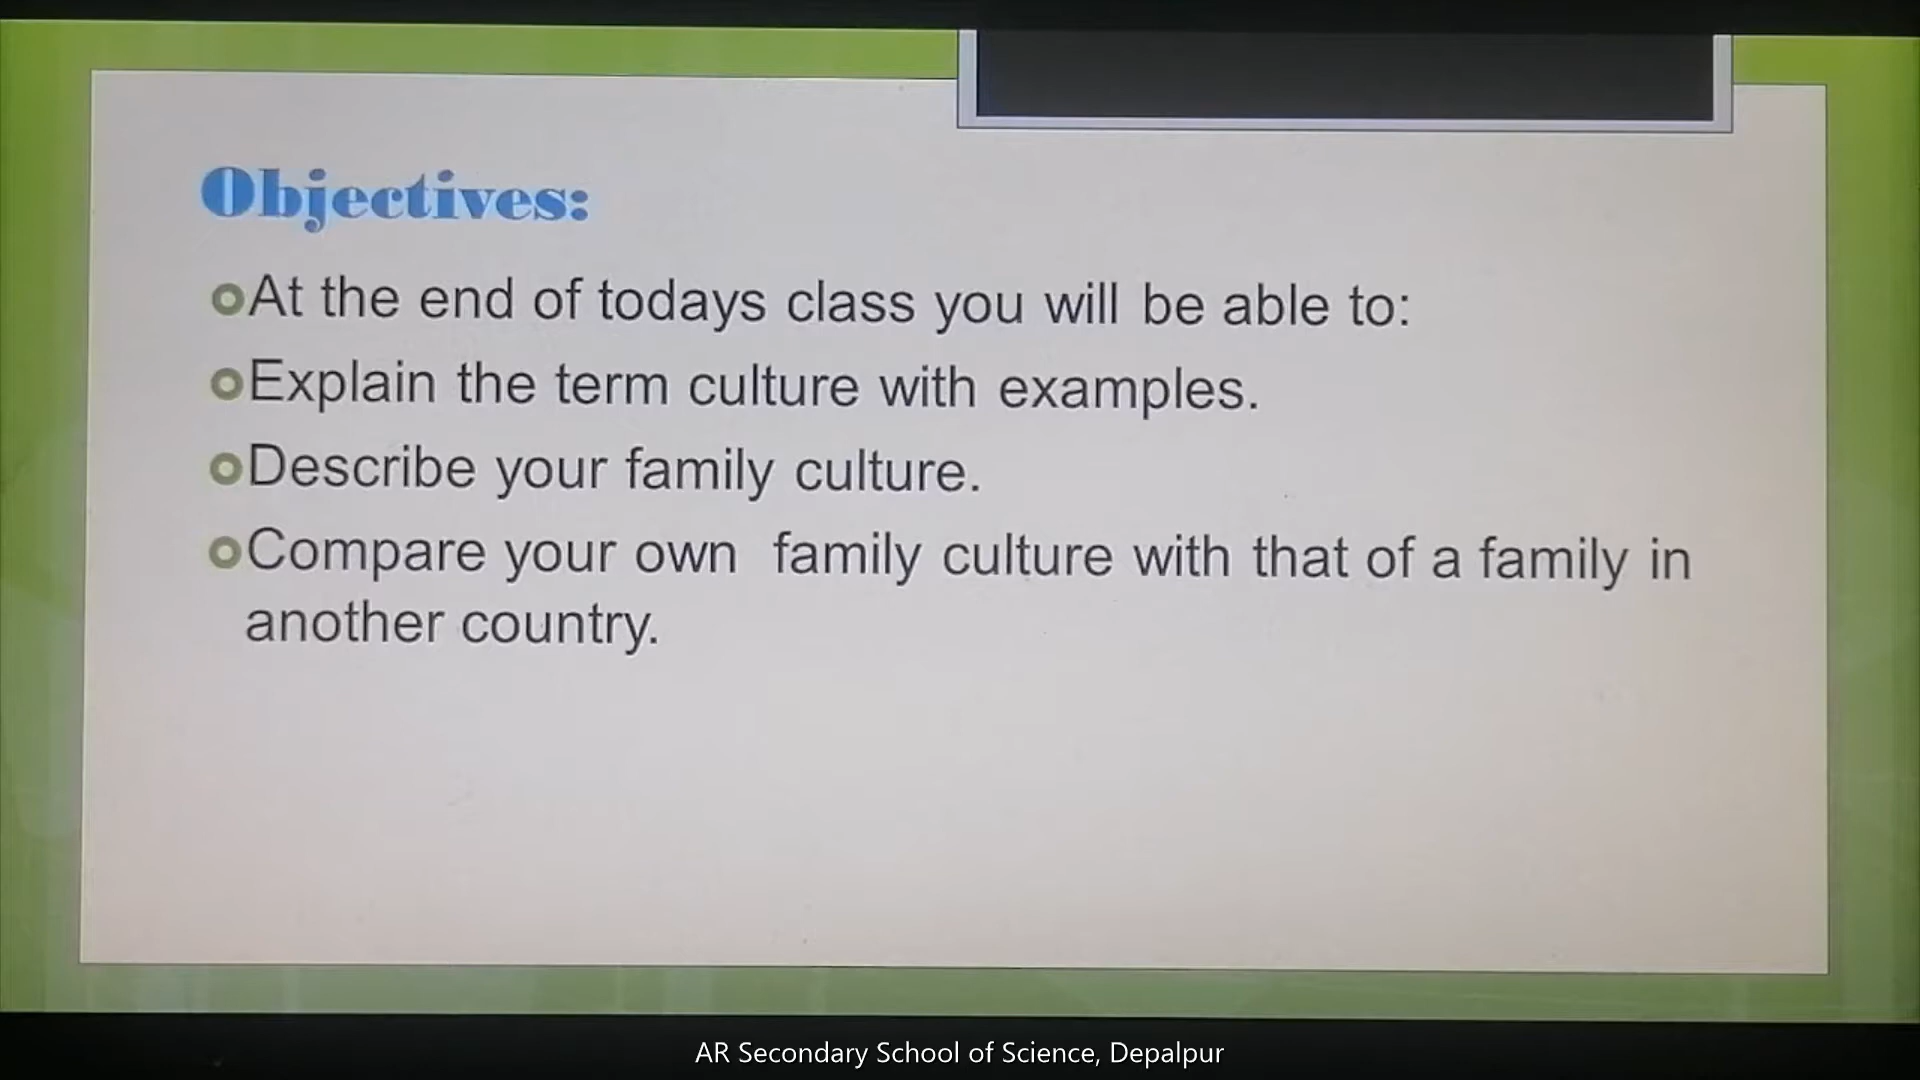 Objectives:
At the end of todays class you will be able to:
Explain the term culture with examples.
Describe your family culture.
Compare your own family culture with that of a family in
another country.
AR Secondary School of Science, Depalpur